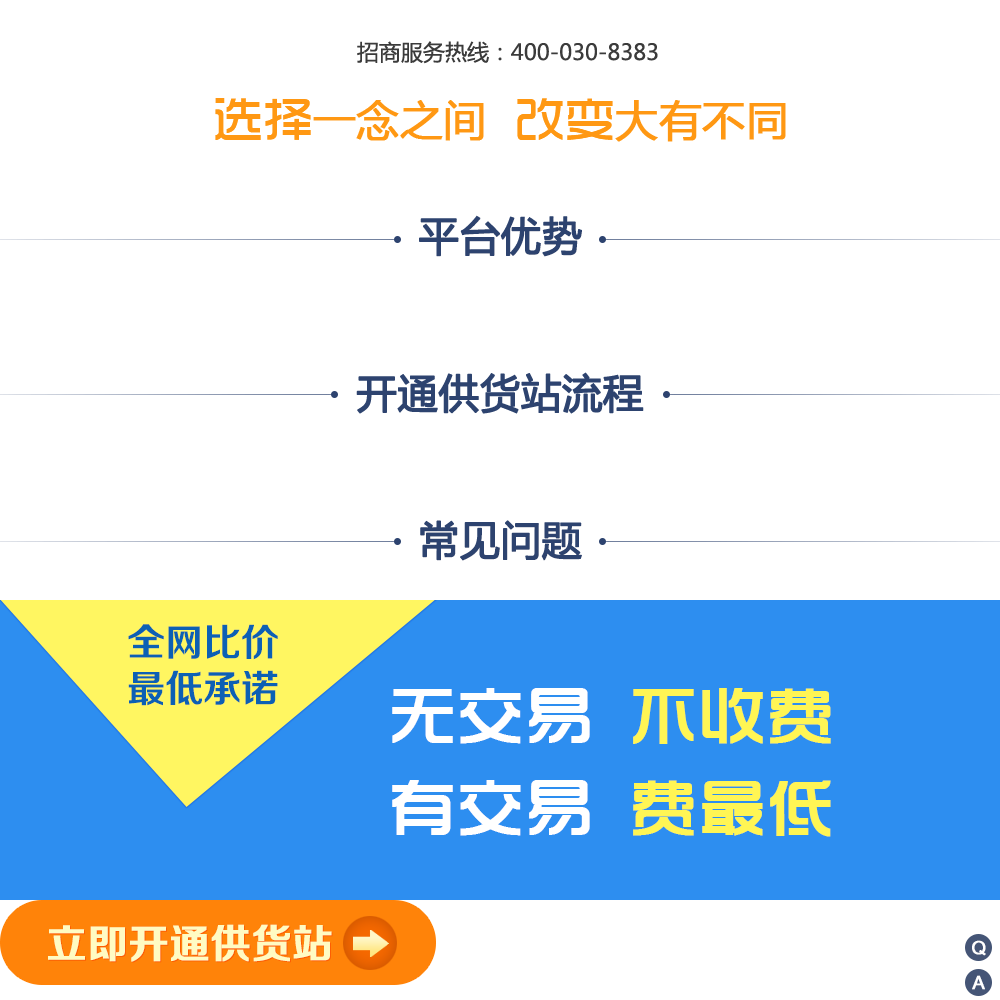 招商服务热线：400-030-8383
选择一念之间 改变大有不同
平台优势
开通供货站流程
常见问题
全网比价
最低承诺
无交易 不收费
有交易 费最低
立即开通供货站
Q
A